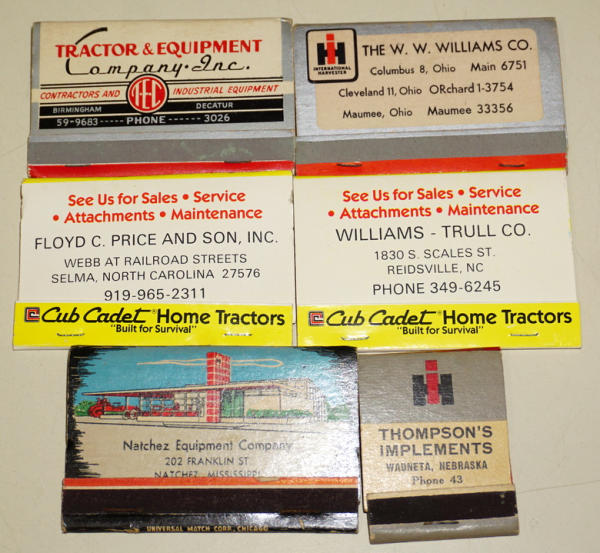 TRACTOR & EQUIPMENT
Company, Inc.
CONTRACTORS AND TEC INDUSTRIAL EQUIPMENT
BIRMINGHAM DECATUR
59-9683 ----- PHONE ----- 3026
IH
INTERNATIONAL
HARVESTER
THE W. W. WILLIAMS CO.
Columbus 8, Ohio Main 6751
Cleveland 11, Ohio ORchard 1-3754
Maumee, Ohio Maumee 33356
See Us for Sales • Service
• Attachments • Maintenance
FLOYD C. PRICE AND SON, INC.
WEBB AT RAILROAD STREETS
SELMA, NORTH CAROLINA 27576
919-965-2311
Cub Cadet Home Tractors
"Built for Survival"
See Us for Sales • Service
• Attachments • Maintenance
WILLIAMS - TRULL CO.
1830 S. SCALES ST.
REIDSVILLE, NC
PHONE 349-6245
Cub Cadet Home Tractors
"Built for Survival"
Natchez Equipment Company
202 FRANKLIN ST.
NATCHEZ, MISSISSIPPI
UNIVERSAL MATCH CORP., CHICAGO
IH
THOMPSON'S
IMPLEMENTS
WAUNETA, NEBRASKA
Phone 43